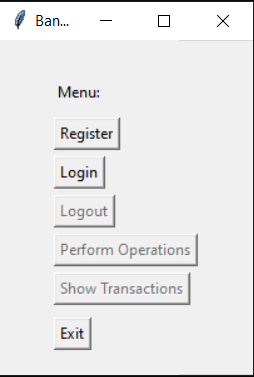 Ban...
Menu:
Register
Login
Logout
Perform Operations
Show Transactions
Exit